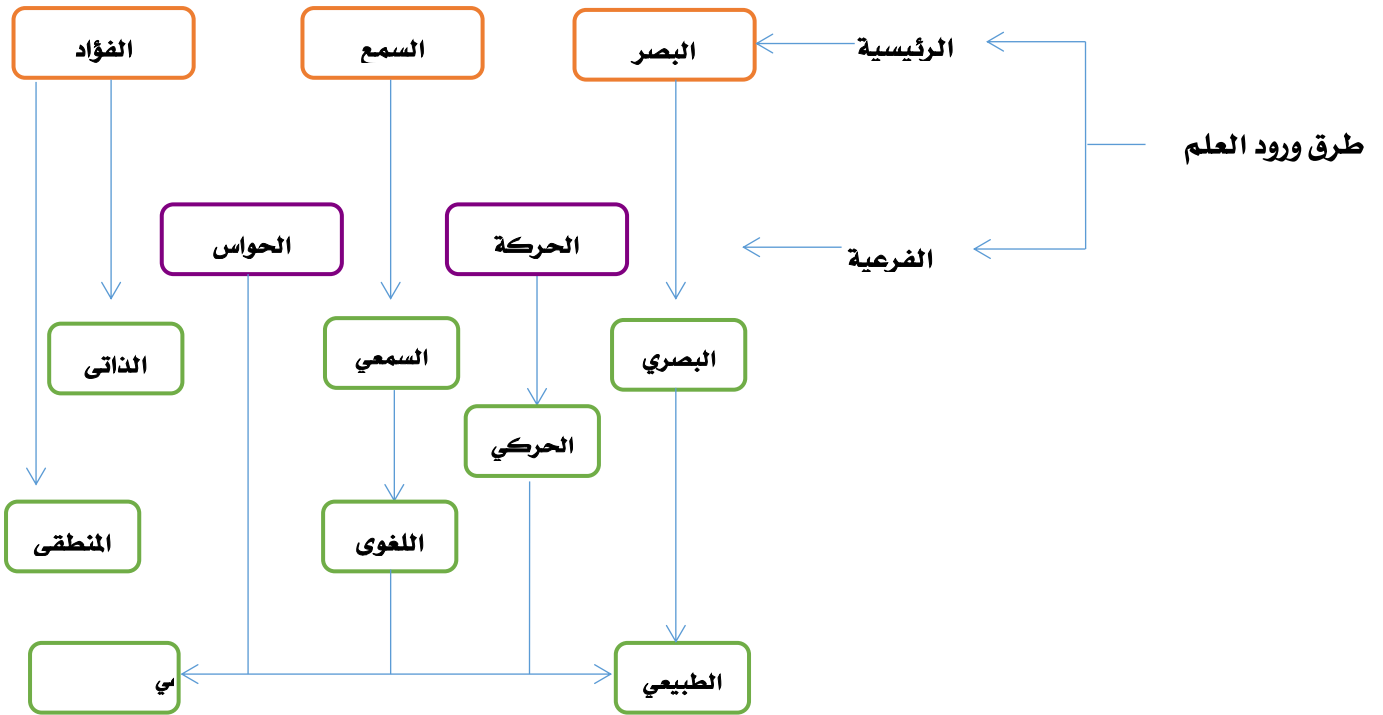 طرق ورود العلم
الرئيسية
البصر
السمع
الفؤاد
الفرعية
الحركة
الحواس
البصري
السمعي
الذاتى
الحركي
اللغوى
المنطقى
الطبيعي